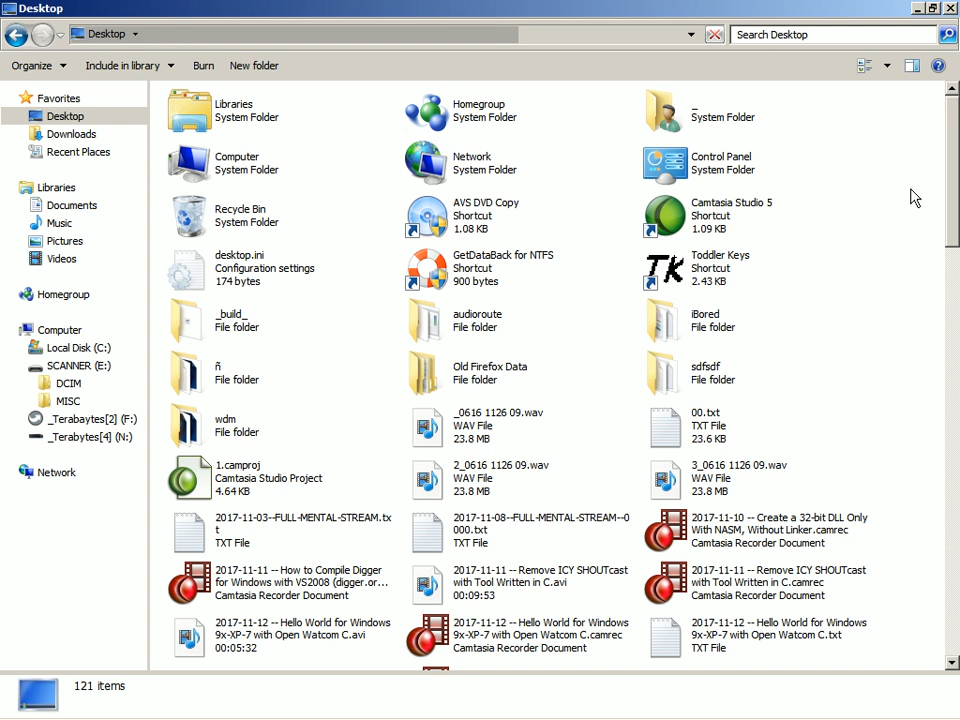 Desktop
Desktop
Search Desktop
Organize
Include in library
Burn
New folder
Favorites
Desktop
Downloads
Recent Places
Libraries
Documents
Music
Pictures
Videos
Homegroup
Computer
Local Disk (C:)
SCANNER (E:)
DCIM
MISC
_Terabaytes[2] (F:)
_Terabytes[4] (N:)
Network
Libraries
System Folder
Homegroup
System Folder
_
System Folder
Computer
System Folder
Network
System Folder
Control Panel
System Folder
Recycle Bin
System Folder
AVS DVD Copy
Shortcut
1.08 KB
Camtasia Studio 5
Shortcut
1.09 KB
desktop.ini
Configuration settings
174 bytes
GetDataBack for NTFS
Shortcut
900 bytes
TK
Toddler Keys
Shortcut
2.43 KB
_build_
File folder
audioroute
File folder
iBored
File folder
ñ
File folder
Old Firefox Data
File folder
sdfsdf
File folder
wdm
File folder
_0616 1126 09.wav
WAV File
23.8 MB
00.txt
TXT File
23.6 KB
1.camproj
Camtasia Studio Project
4.64 KB
2_0616 1126 09.wav
WAV File
23.8 MB
3_0616 1126 09.wav
WAV File
23.8 MB
2017-11-03--FULL-MENTAL-STREAM.tx
t
TXT File
2017-11-08--FULL-MENTAL-STREAM--0
000.txt
TXT File
2017-11-10 -- Create a 32-bit DLL Only
With NASM, Without Linker.camrec
Camtasia Recorder Document
2017-11-11 -- How to Compile Digger
for Windows with VS2008 (digger.or...
Camtasia Recorder Document
2017-11-11 -- Remove ICY SHOUTcast
with Tool Written in C.avi
00:09:53
2017-11-11 -- Remove ICY SHOUTcast
with Tool Written in C.camrec
Camtasia Recorder Document
2017-11-12 -- Hello World for Windows
9x-XP-7 with Open Watcom C.avi
00:05:32
2017-11-12 -- Hello World for Windows
9x-XP-7 with Open Watcom C.camrec
Camtasia Recorder Document
2017-11-12 -- Hello World for Windows
9x-XP-7 with Open Watcom C.txt
TXT File
121 items